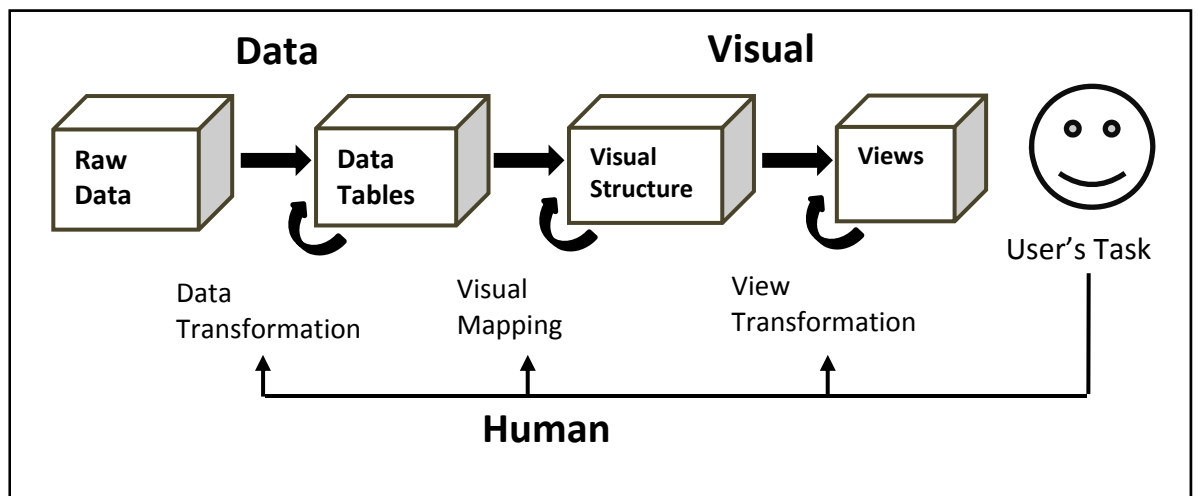 Data
Visual
Raw
Data
Data
Tables
Visual
Structure
Views
User's Task
Data
Transformation
Visual
Mapping
View
Transformation
Human